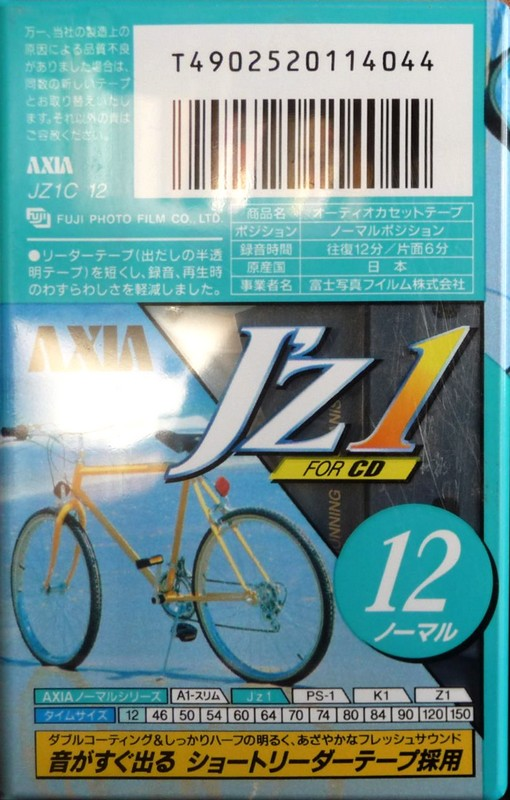 万一、当社の製造上の
原因による品質不良
がありました場合は、
同数の新しいテープ
とお取り替えいたし
ます。それ以外の責は
ご容赦ください。
T4902520114044
AXIA
JZ1C 12
FUJI FUJI PHOTO FILM CO., LTD.
●リーダーテープ(出だしの半透
明テープ)を短くし、録音、再生時
のわずらわしさを軽減しました。
商品名 オーディオカセットテープ
ポジション ノーマルポジション
録音時間 往復12分/片面6分
原産国 日 本
事業者名 富士写真フイルム株式会社
AXIA
J'z 1
FOR CD
12
ノーマル
AXIAノーマルシリーズ A1-スリム J'z1 PS-1 K1 Z1
タイムサイズ 12 46 50 54 60 64 70 74 80 84 90 120 150
ダブルコーティング&しっかりハーフの明るく、あざやかなフレッシュサウンド
音がすぐ出る ショートリーダーテープ採用